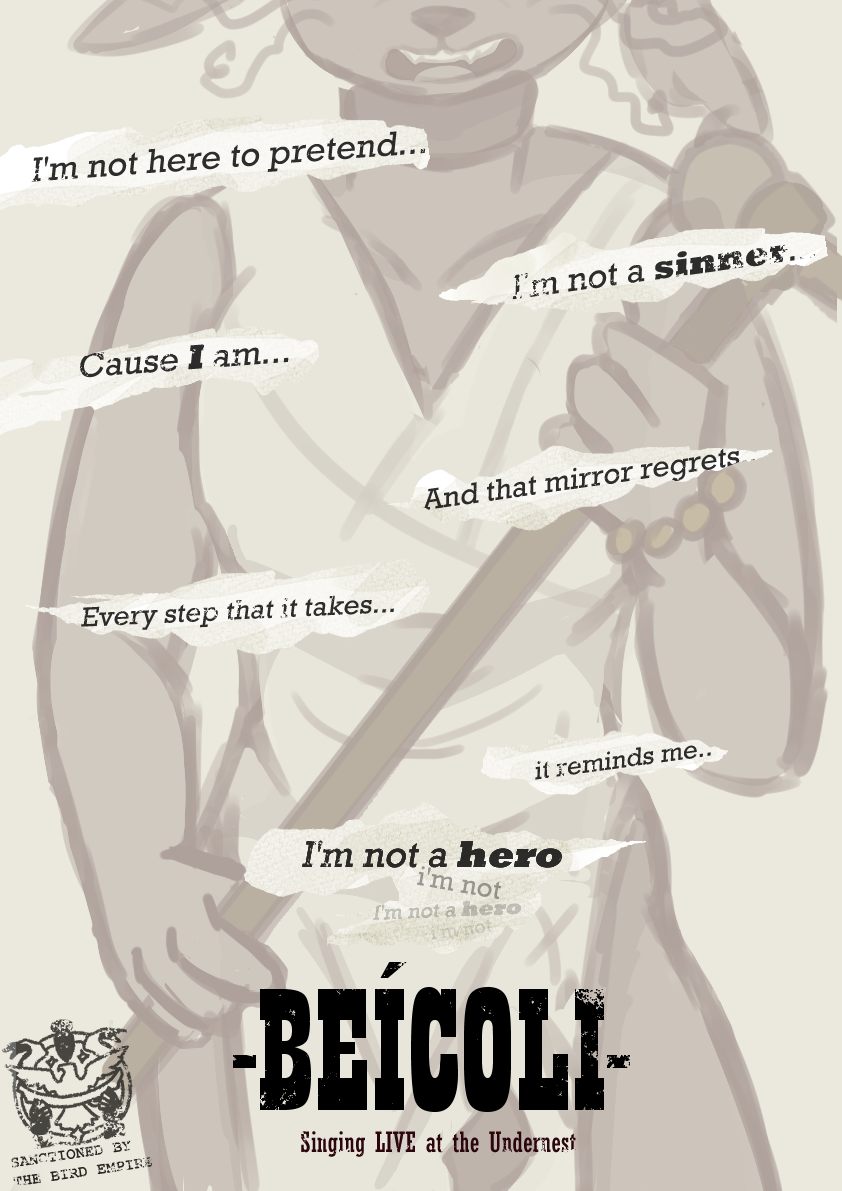 I'm not here to pretend...
I'm not a sinner...
Cause I am...
And that mirror regrets...
Every step that it takes...
it reminds me..
I'm not a hero
i'm not
I'm not a hero
i'm not
-BEÍCOLI-
Singing LIVE at the Undernest
SANCTIONED BY
THE BIRD EMPIRE